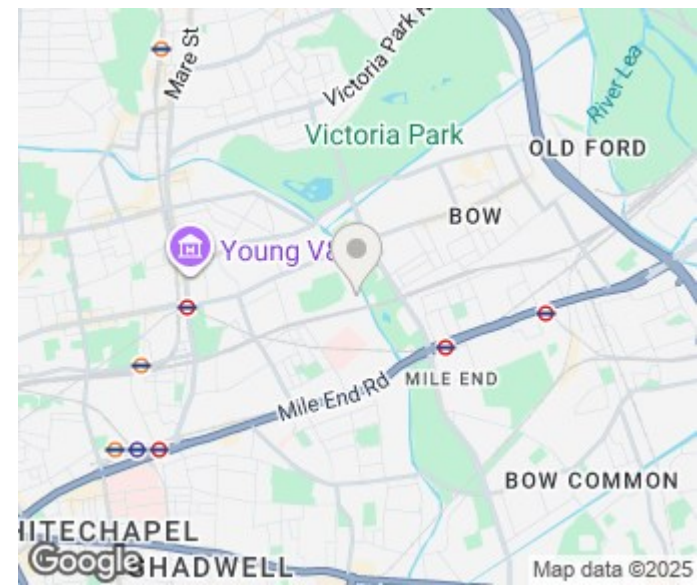 Mare St
Victoria Park R
River Lea
Victoria Park
OLD FORD
BOW
Young V&
MILE END
Mile End Rd
BOW COMMON
HITECHAPEL
SHADWELL
Google
Map data ©2025